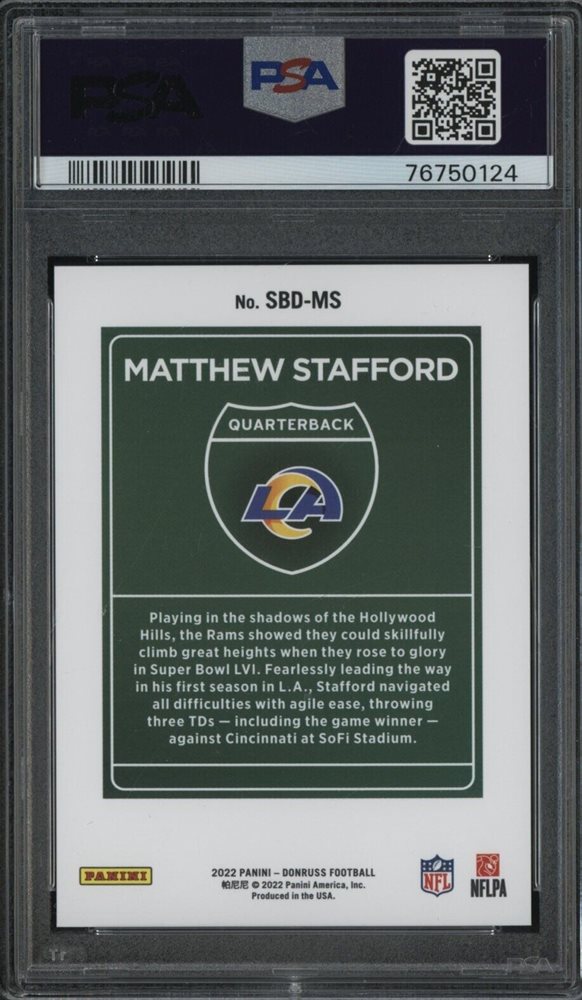 PSA
PSA
76750124
No. SBD-MS
MATTHEW STAFFORD
QUARTERBACK
LA
Playing in the shadows of the Hollywood
Hills, the Rams showed they could skillfully
climb great heights when they rose to glory
in Super Bowl LVI. Fearlessly leading the way
in his first season in L.A., Stafford navigated
all difficulties with agile ease, throwing
three TDs — including the game winner —
against Cincinnati at SoFi Stadium.
PANINI
2022 PANINI – DONRUSS FOOTBALL
帕尼尼 © 2022 Panini America, Inc.
Produced in the USA.
NFL
NFLPA
PSA